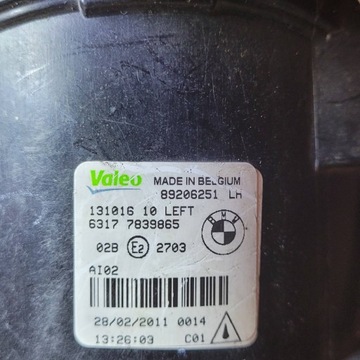 Valeo MADE IN BELGIUM
89206251 LH
131016 10 LEFT
6317 7839865
02B E2 2703
AI02
28/02/2011 0014
13:26:03 C01